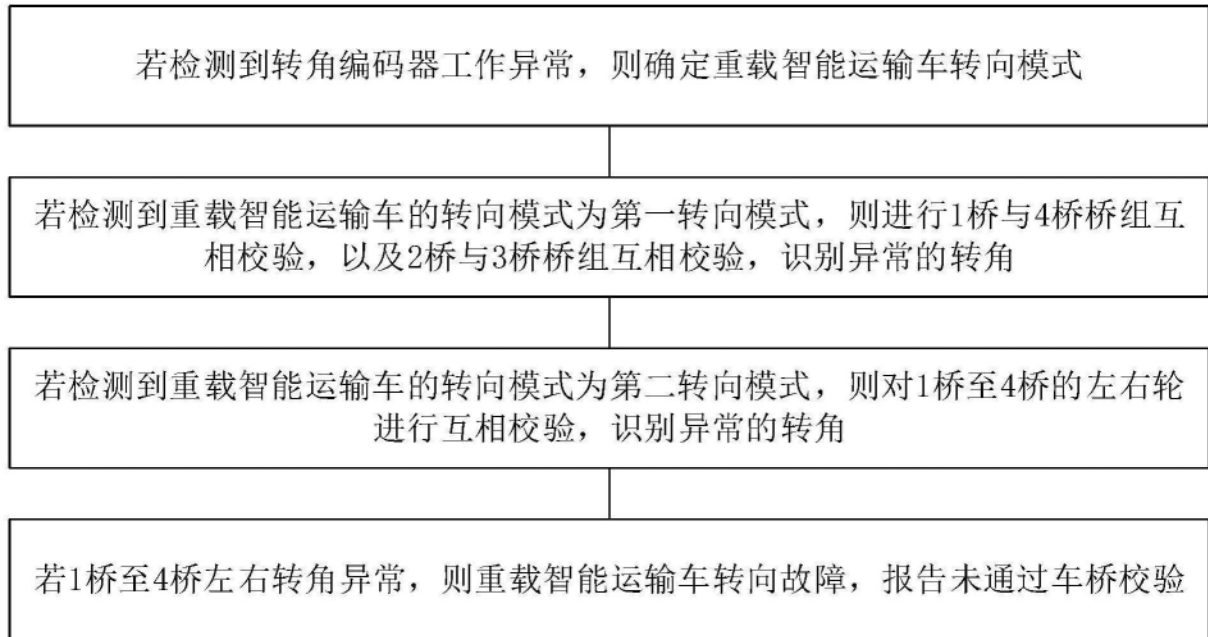 若检测到转角编码器工作异常，则确定重载智能运输车转向模式
若检测到重载智能运输车的转向模式为第一转向模式，则进行1桥与4桥桥组互
相校验，以及2桥与3桥桥组互相校验，识别异常的转角
若检测到重载智能运输车的转向模式为第二转向模式，则对1桥至4桥的左右轮
进行互相校验，识别异常的转角
若1桥至4桥左右转角异常，则重载智能运输车转向故障，报告未通过车桥校验